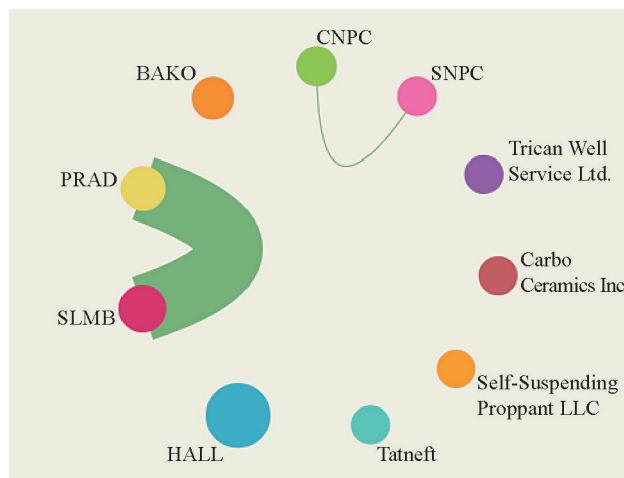 CNPC
BAKO
SNPC
Trican Well
Service Ltd.
PRAD
Carbo
Ceramics Inc
SLMB
Self-Suspending
Proppant LLC
HALL
Tatneft